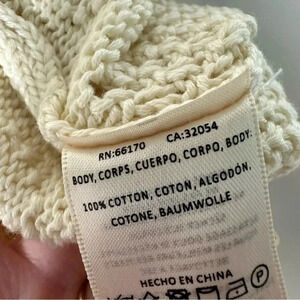 RN:66170 CA:32054
BODY, CORPS, CUERPO, CORPO, BODY:
100% COTTON, COTON, ALGODÓN,
COTONE, BAUMWOLLE
HECHO EN CHINA